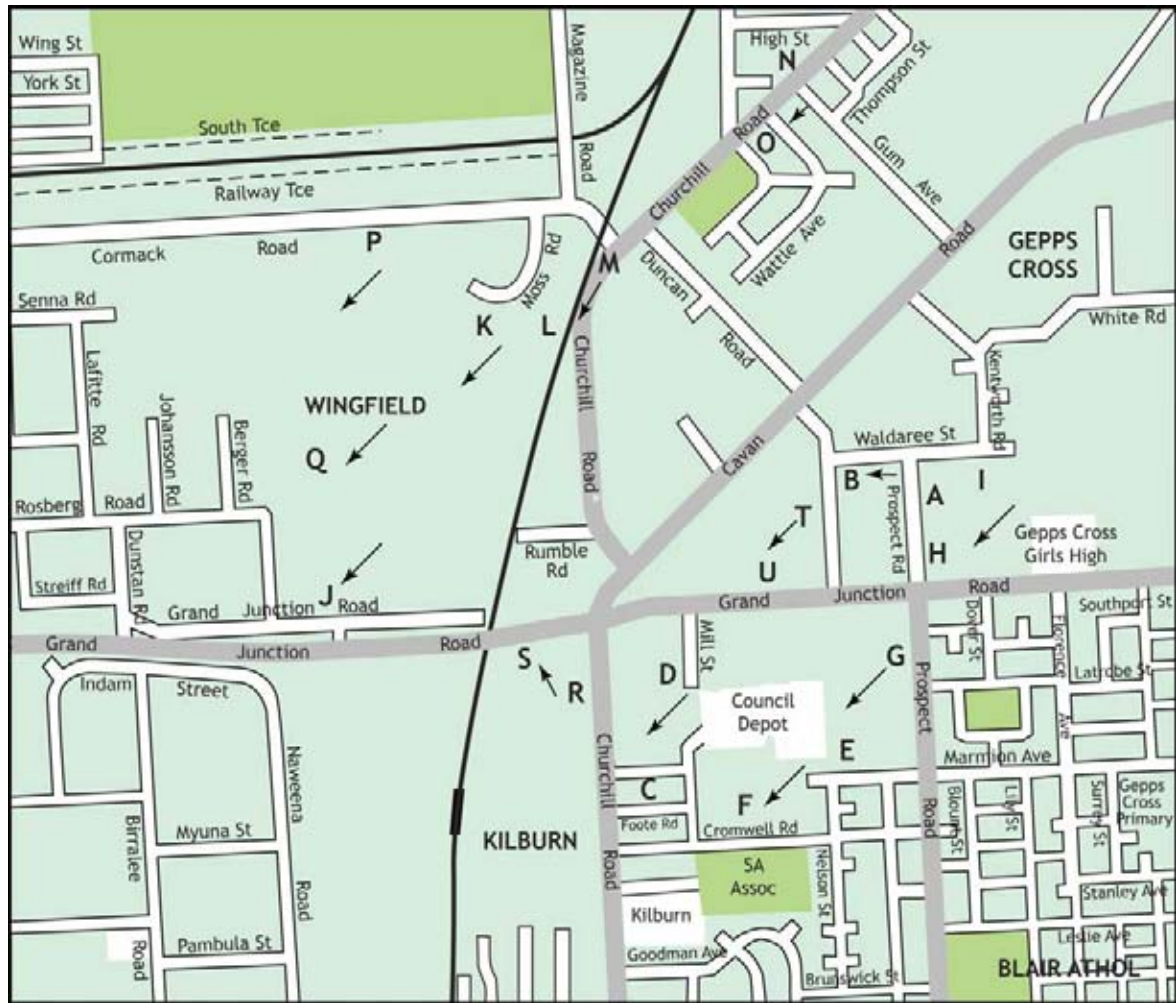 Wing St
York St
South Tce
Railway Tce
Magazine
Road
High St
N
Thompson St
O
Churchill
Road
Gum
Ave
Wattle Ave
Cormack
Road
P
Moss Rd
M
Duncan
Road
GEPPS
CROSS
Road
White Rd
Senna Rd
K
L
Lafitte
Rd
Churchill
Road
Kentworth Rd
WINGFIELD
Johansson Rd
Berger Rd
Q
Cavan
Waldaree St
B
Prospect Rd
A
I
Rosberg
Road
T
H
Gepps Cross
Girls High
Rumble
Rd
Dunstan Rd
Streiff Rd
U
J
Grand
Junction
Road
Grand
Junction
Road
Grand
Junction
Road
Dover St
Florence
Ave
Southport St
Latrobe St
Mill St
S
R
D
G
Prospect
Road
Indam
Street
Council
Depot
Naweena
Road
Churchill
Road
E
Marmion Ave
C
F
Foote Rd
Cromwell Rd
Blount St
Lily St
Surrey St
Gepps
Cross
Primary
Birralee
Road
Myuna St
KILBURN
SA
Assoc
Nelson St
Stanley Ave
Kilburn
Leslie Ave
Pambula St
Goodman Ave
BLAIR ATHOL
Brunswick St